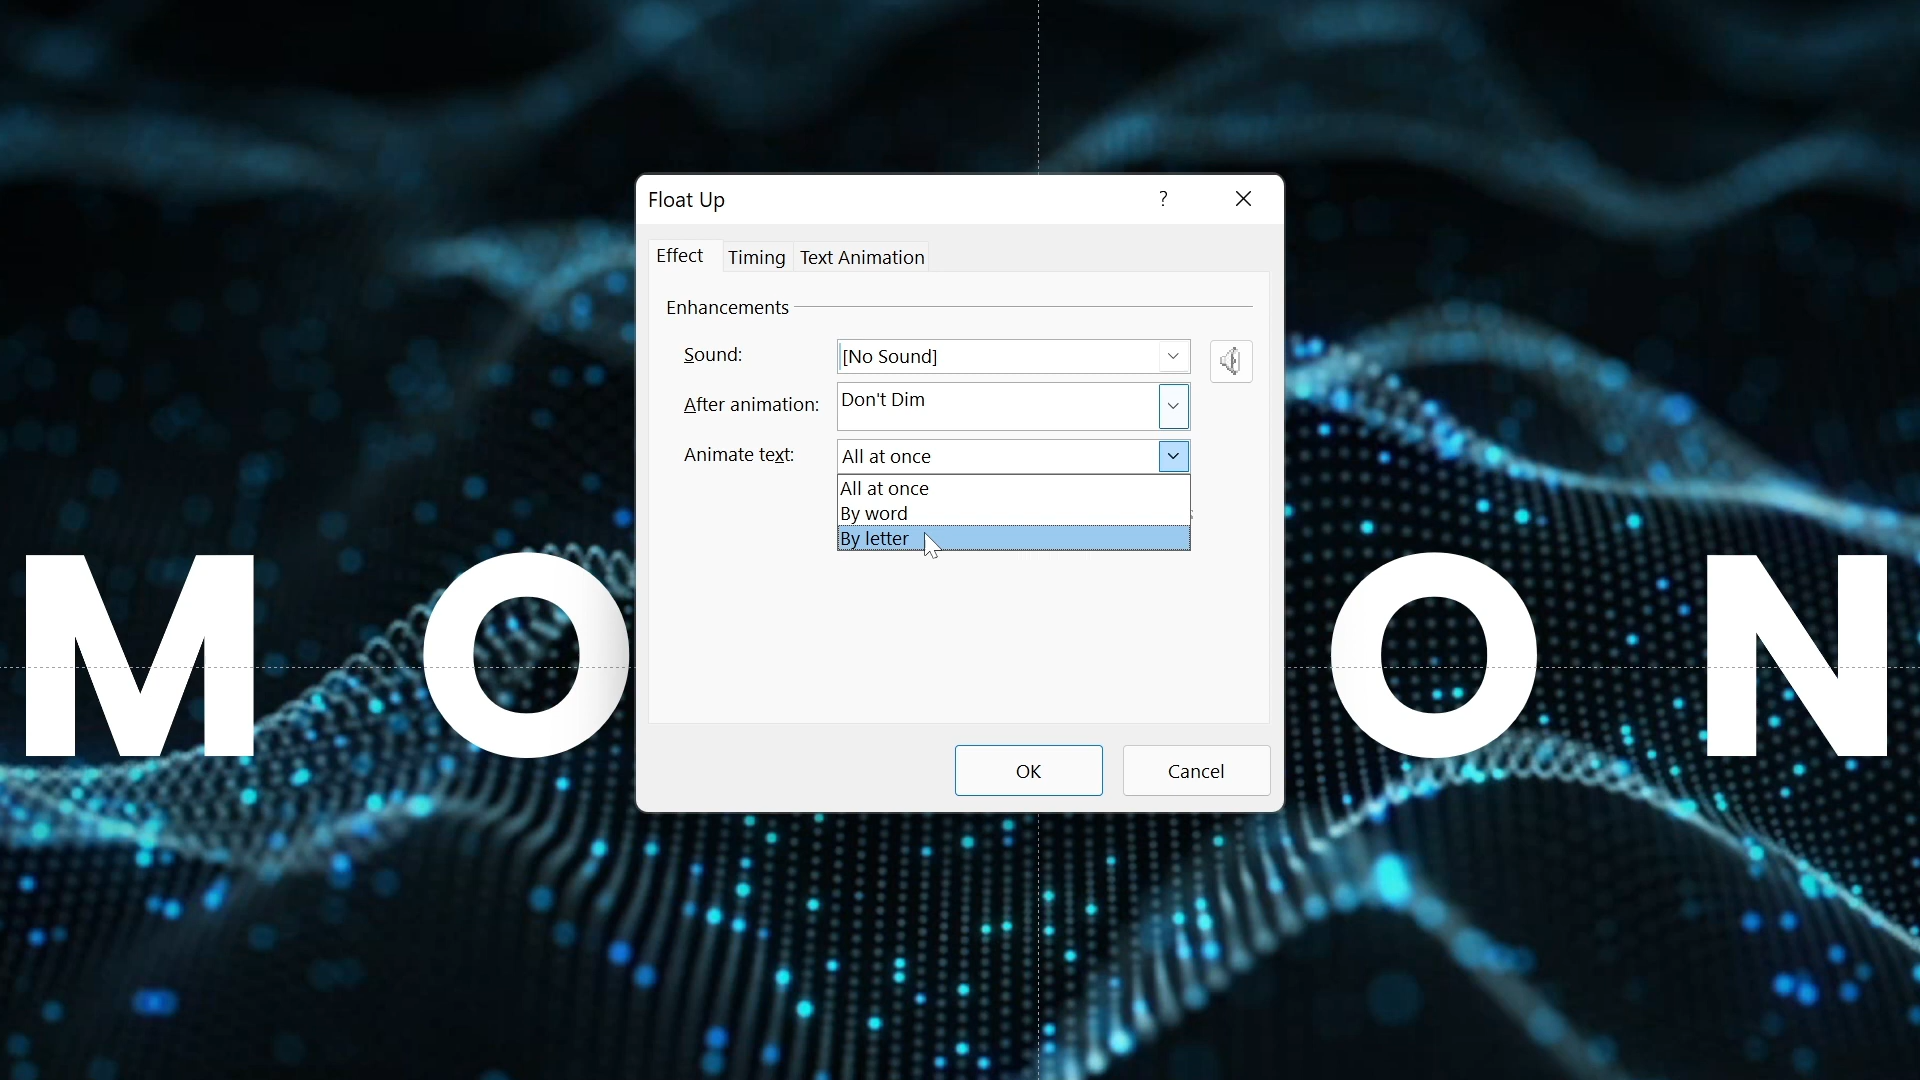 Float Up
?
Effect Timing Text Animation
Enhancements
Sound: [No Sound]
After animation: Don't Dim
Animate text: All at once
All at once
By word
By letter
M O O N
OK Cancel